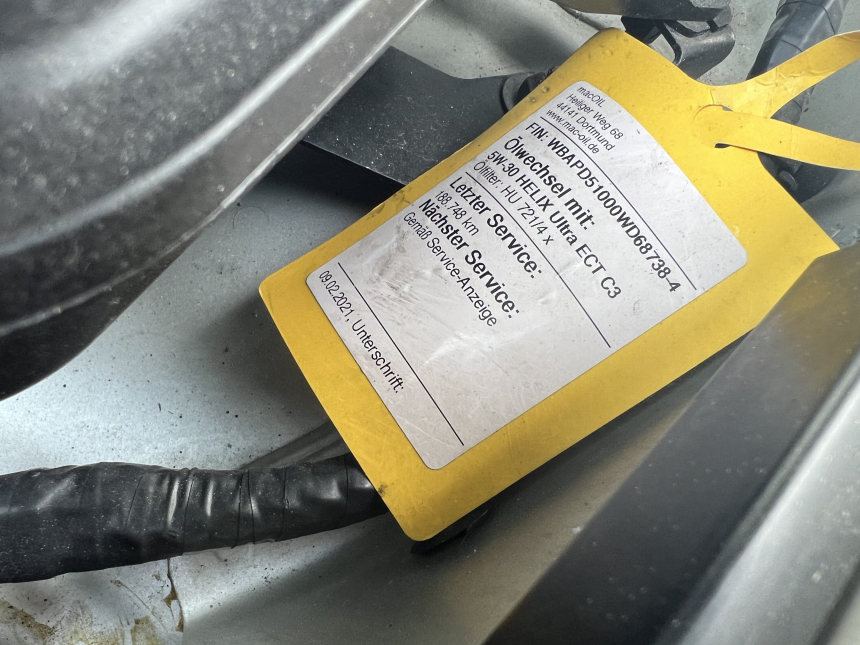 macOIL
Heiliger Weg 68
44141 Dortmund
www.mac-oil.de
FIN: WBAPD51000WD68738-4
Ölwechsel mit:
5W-30 HELIX Ultra ECT C3
Ölfilter: HU 721/4 x
Letzter Service:
188.748 km
Nächster Service:
Gemäß Service-Anzeige
09.02.2021, Unterschrift: